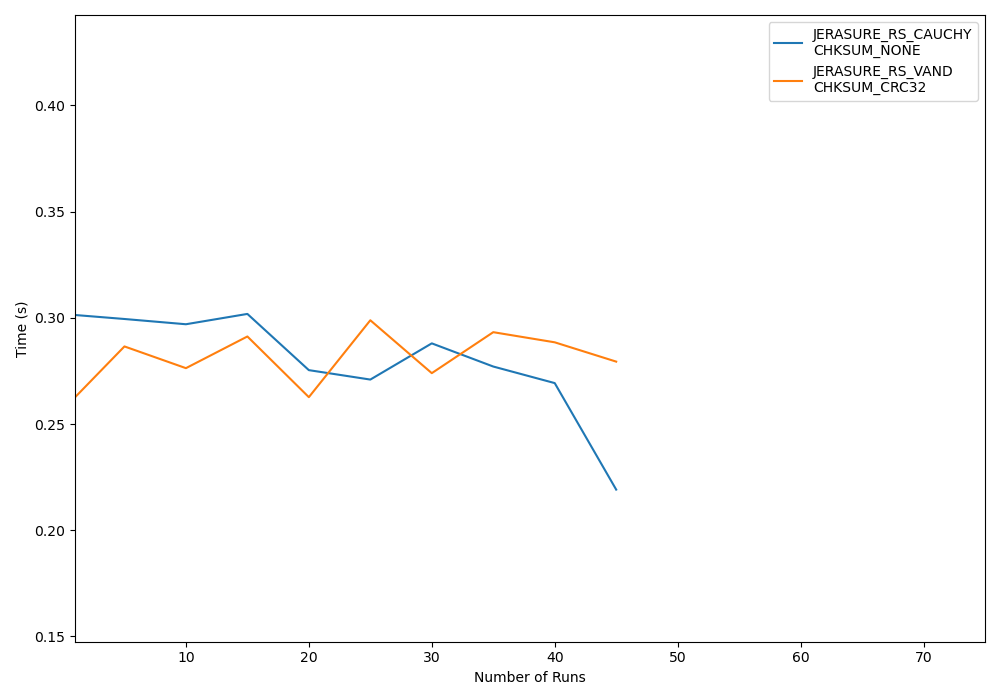 JERASURE_RS_CAUCHY
CHKSUM_NONE
JERASURE_RS_VAND
CHKSUM_CRC32
0.40
0.35
0.30
0.25
0.20
0.15
Time (s)
10 20 30 40 50 60 70
Number of Runs